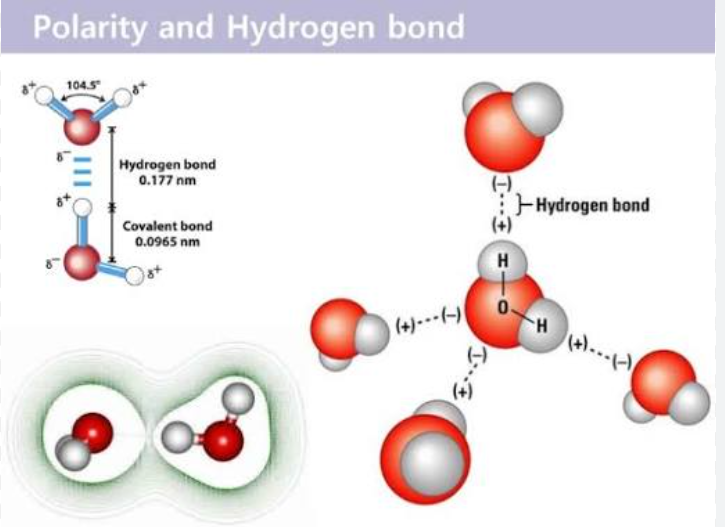 Polarity and Hydrogen bond
δ+ 104.5° δ+
δ−
Hydrogen bond
0.177 nm
δ+
Covalent bond
0.0965 nm
δ−
δ+
(−)
Hydrogen bond
(+)
H
O
H
(+) (−)
(+) (−)
(−)
(+)